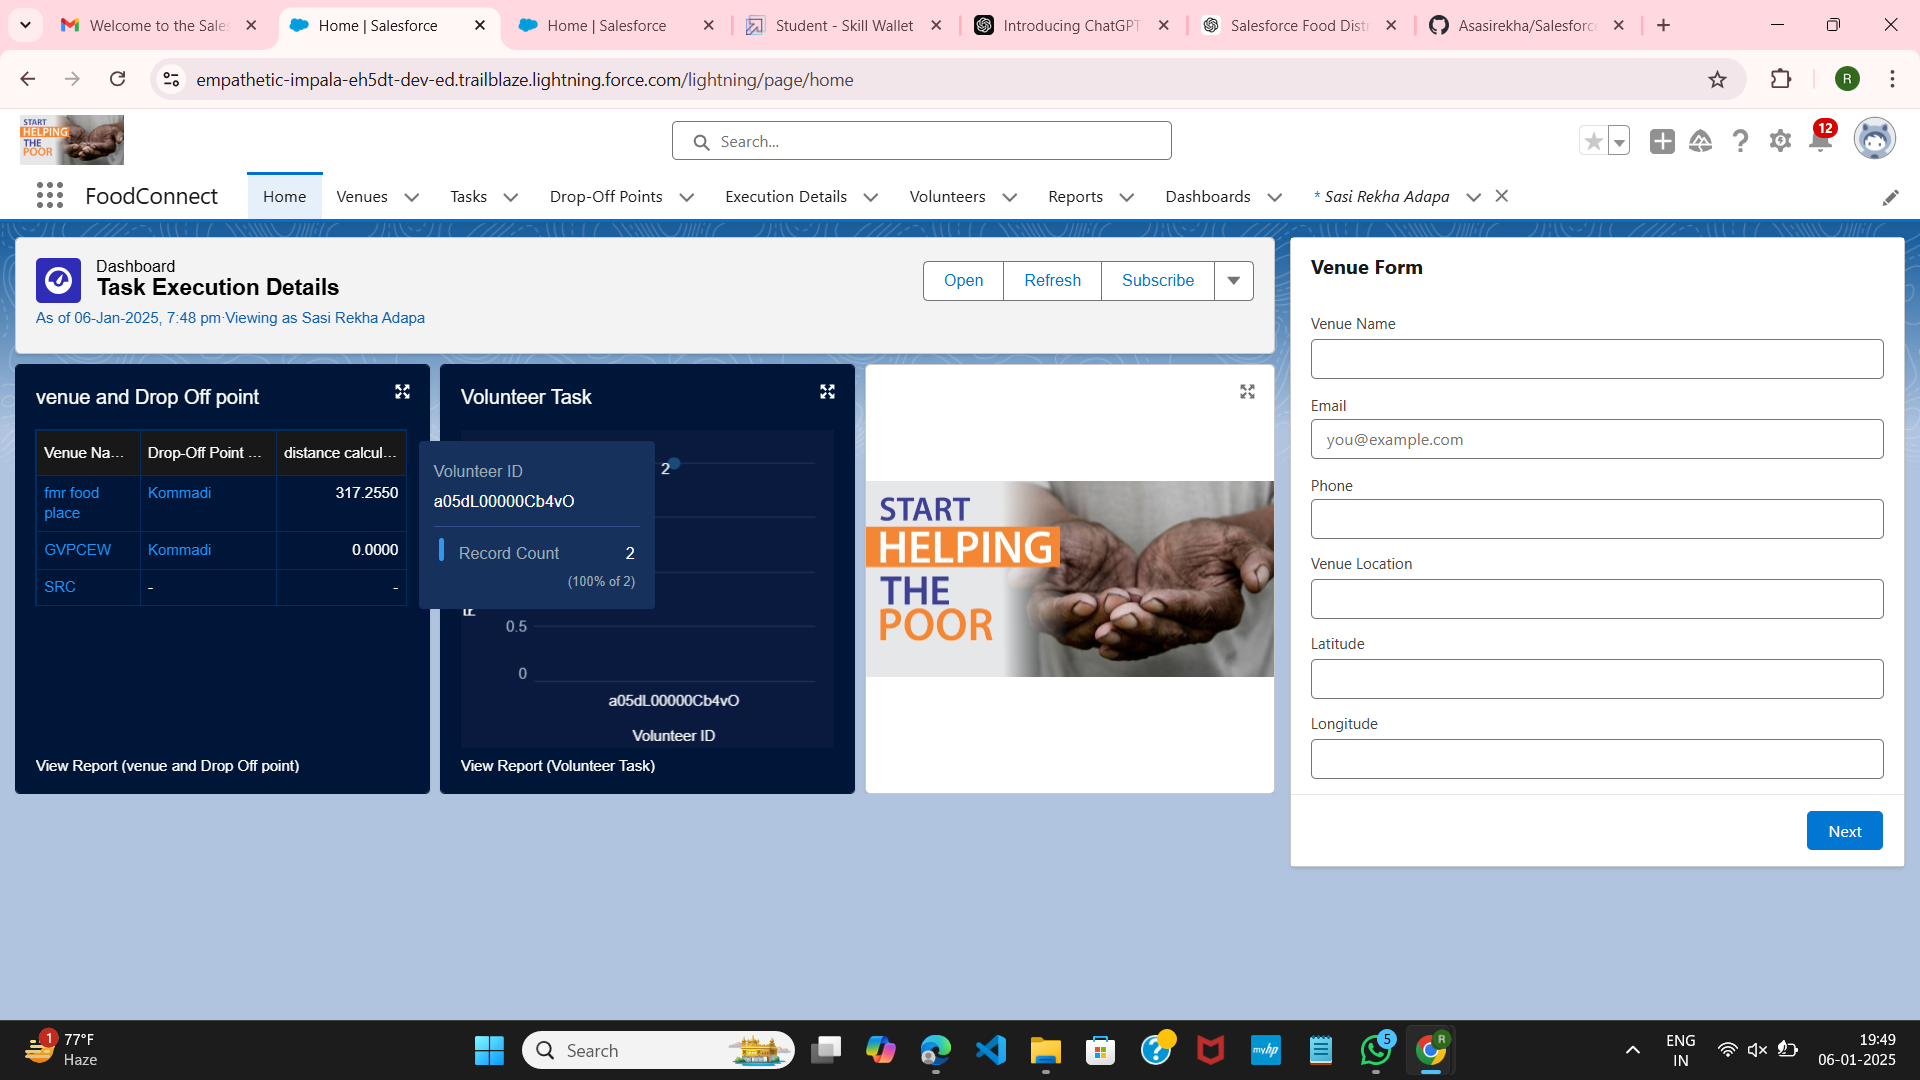 Welcome to the Sales
Home | Salesforce
Home | Salesforce
Student - Skill Wallet
Introducing ChatGPT
Salesforce Food Distr
Asasirekha/Salesforce
empathetic-impala-eh5dt-dev-ed.trailblaze.lightning.force.com/lightning/page/home
R
START
HELPING
THE
POOR
Search...
12
FoodConnect
Home
Venues
Tasks
Drop-Off Points
Execution Details
Volunteers
Reports
Dashboards
* Sasi Rekha Adapa
Dashboard
Task Execution Details
As of 06-Jan-2025, 7:48 pm·Viewing as Sasi Rekha Adapa
Open
Refresh
Subscribe
venue and Drop Off point
Venue Na... Drop-Off Point ... distance calcul...
fmr food place Kommadi 317.2550
GVPCEW Kommadi 0.0000
SRC - -
View Report (venue and Drop Off point)
Volunteer Task
2
Volunteer ID
a05dL00000Cb4vO
Record Count 2
(100% of 2)
0.5
0
a05dL00000Cb4vO
Volunteer ID
View Report (Volunteer Task)
START
HELPING
THE
POOR
Venue Form
Venue Name
Email
you@example.com
Phone
Venue Location
Latitude
Longitude
Next
1
77°F
Haze
Search
myhp
5
R
ENG
IN
19:49
06-01-2025